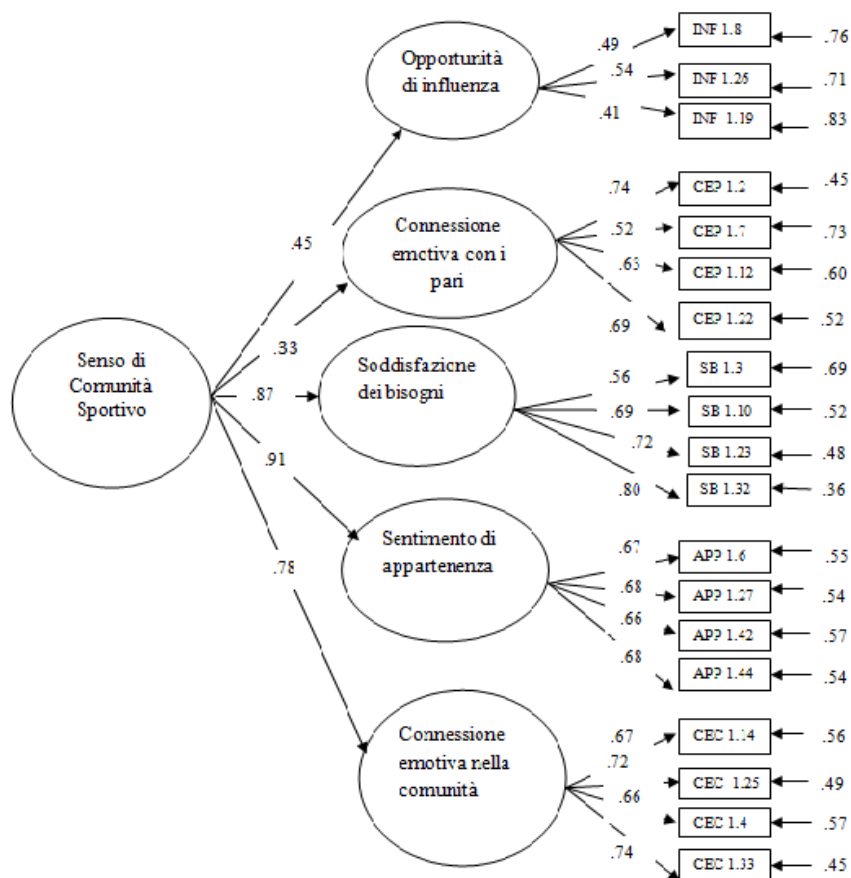 Senso di
Comunità
Sportivo
.45
.33
.87
.91
.78
Opportunità
di influenza
.49
.54
.41
INF 1.8
.76
INF 1.26
.71
INF 1.19
.83
Connessione
emotiva con i
pari
.74
.52
.63
.69
CEP 1.2
.45
CEP 1.7
.73
CEP 1.12
.60
CEP 1.22
.52
Soddisfazione
dei bisogni
.56
.69
.72
.80
SB 1.3
.69
SB 1.10
.52
SB 1.23
.48
SB 1.32
.36
Sentimento di
appartenenza
.67
.68
.66
.68
APP 1.6
.55
APP 1.27
.54
APP 1.42
.57
APP 1.44
.54
Connessione
emotiva nella
comunità
.67
.72
.66
.74
CEC 1.14
.56
CEC 1.25
.49
CEC 1.4
.57
CEC 1.33
.45